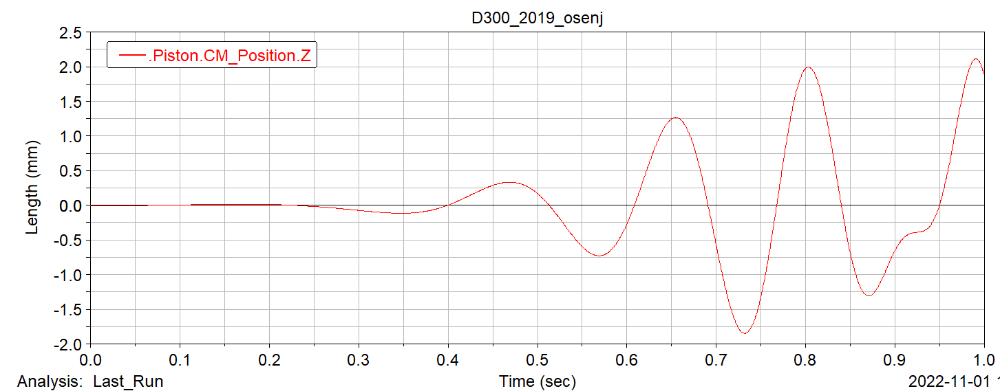 D300_2019_osenj
2.5
.Piston.CM_Position.Z
2.0
1.5
1.0
0.5
0.0
-0.5
-1.0
-1.5
-2.0
Length (mm)
0.0 0.1 0.2 0.3 0.4 0.5 0.6 0.7 0.8 0.9 1.0
Analysis: Last_Run Time (sec) 2022-11-01